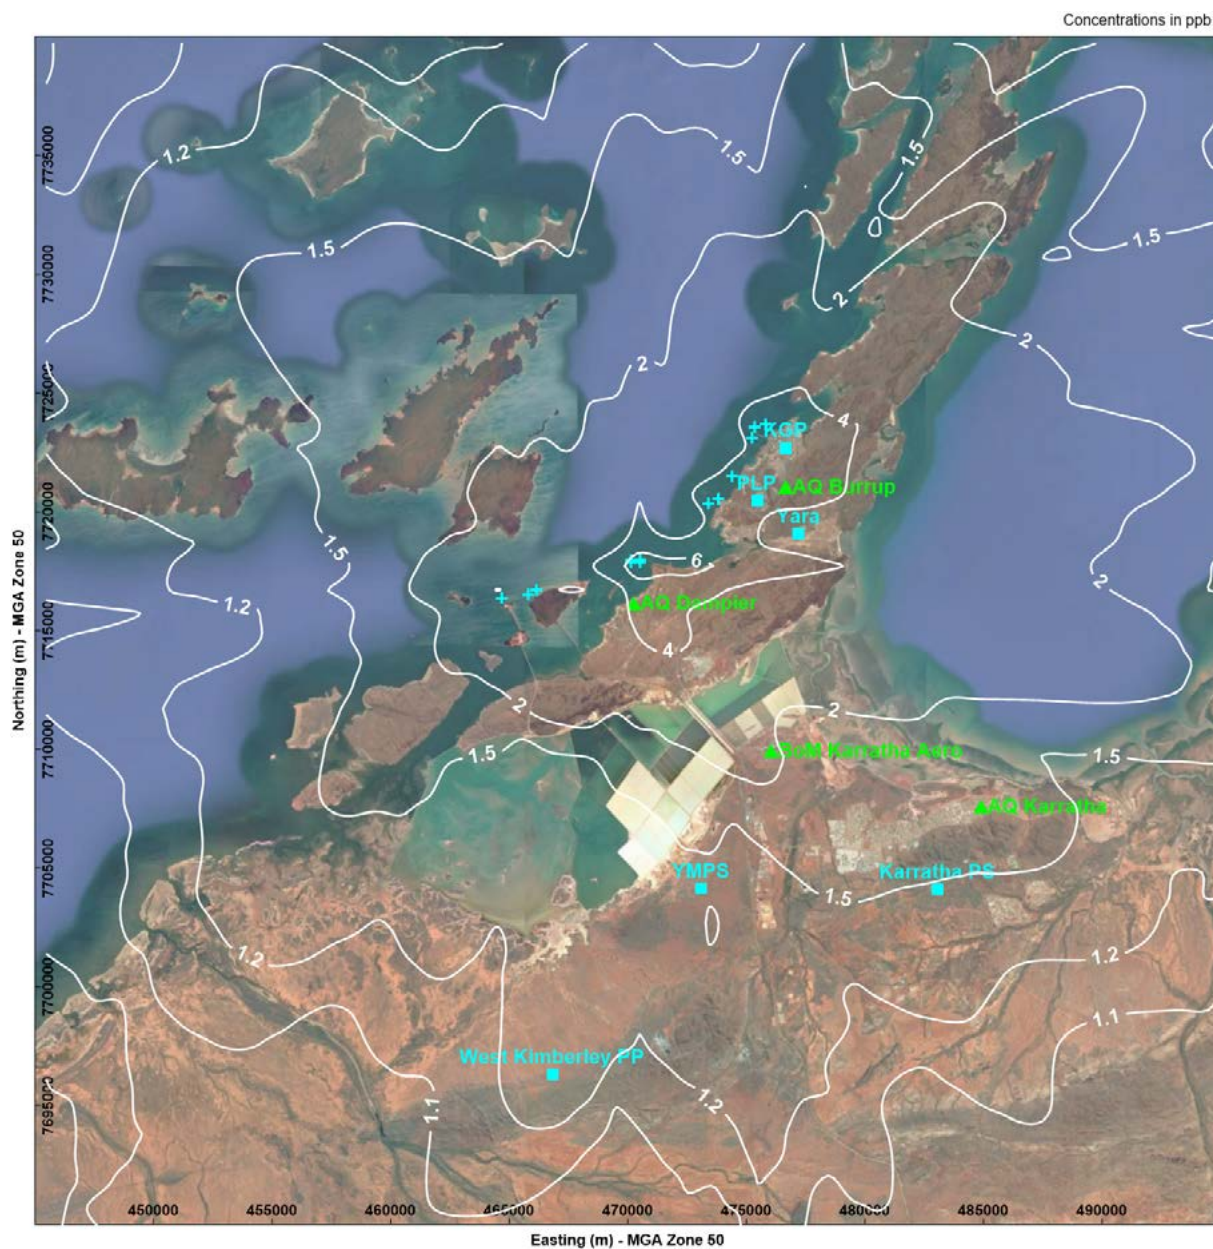 Concentrations in ppb
1.2
1.5
1.5
1.5
1.5
2
2
2
4
KGP
AQ Burrup
PLP
Yara
1.5
6
2
1.2
AQ Dampier
4
2
2
SoM Karratha Aero
1.5
1.5
AQ Karratha
YMPS
Karratha PS
1.5
1.2
1.2
1.1
West Kimberley PP
1.1
1.2
7735000
7730000
7725000
7720000
7715000
7710000
7705000
7700000
7695000
Northing (m) - MGA Zone 50
450000 455000 460000 465000 470000 475000 480000 485000 490000
Easting (m) - MGA Zone 50